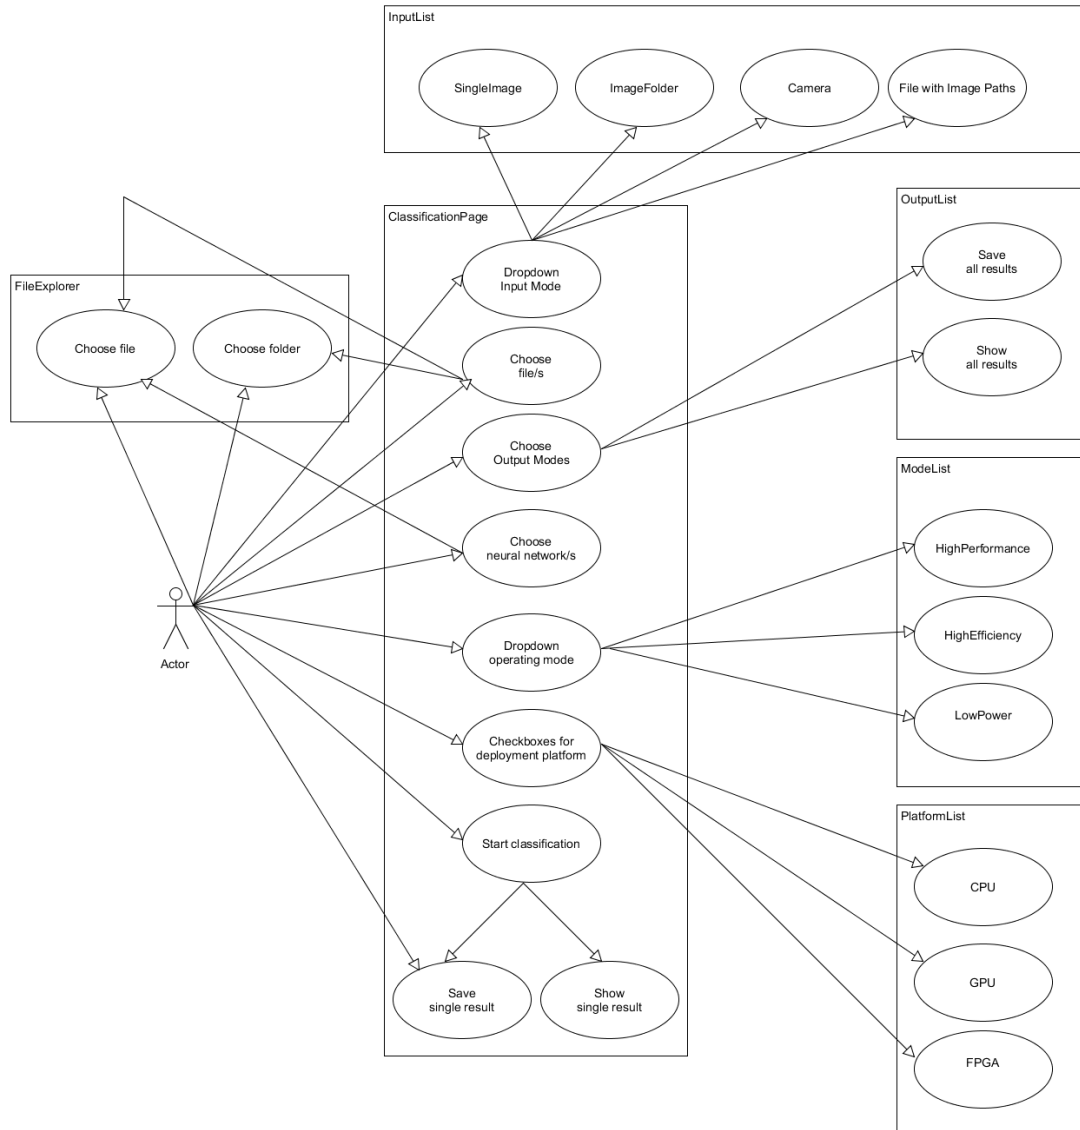 InputList
SingleImage
ImageFolder
Camera
File with Image Paths
ClassificationPage
Dropdown
Input Mode
Choose
file/s
Choose
Output Modes
Choose
neural network/s
Dropdown
operating mode
Checkboxes for
deployment platform
Start classification
Save
single result
Show
single result
FileExplorer
Choose file
Choose folder
Actor
OutputList
Save
all results
Show
all results
ModeList
HighPerformance
HighEfficiency
LowPower
PlatformList
CPU
GPU
FPGA